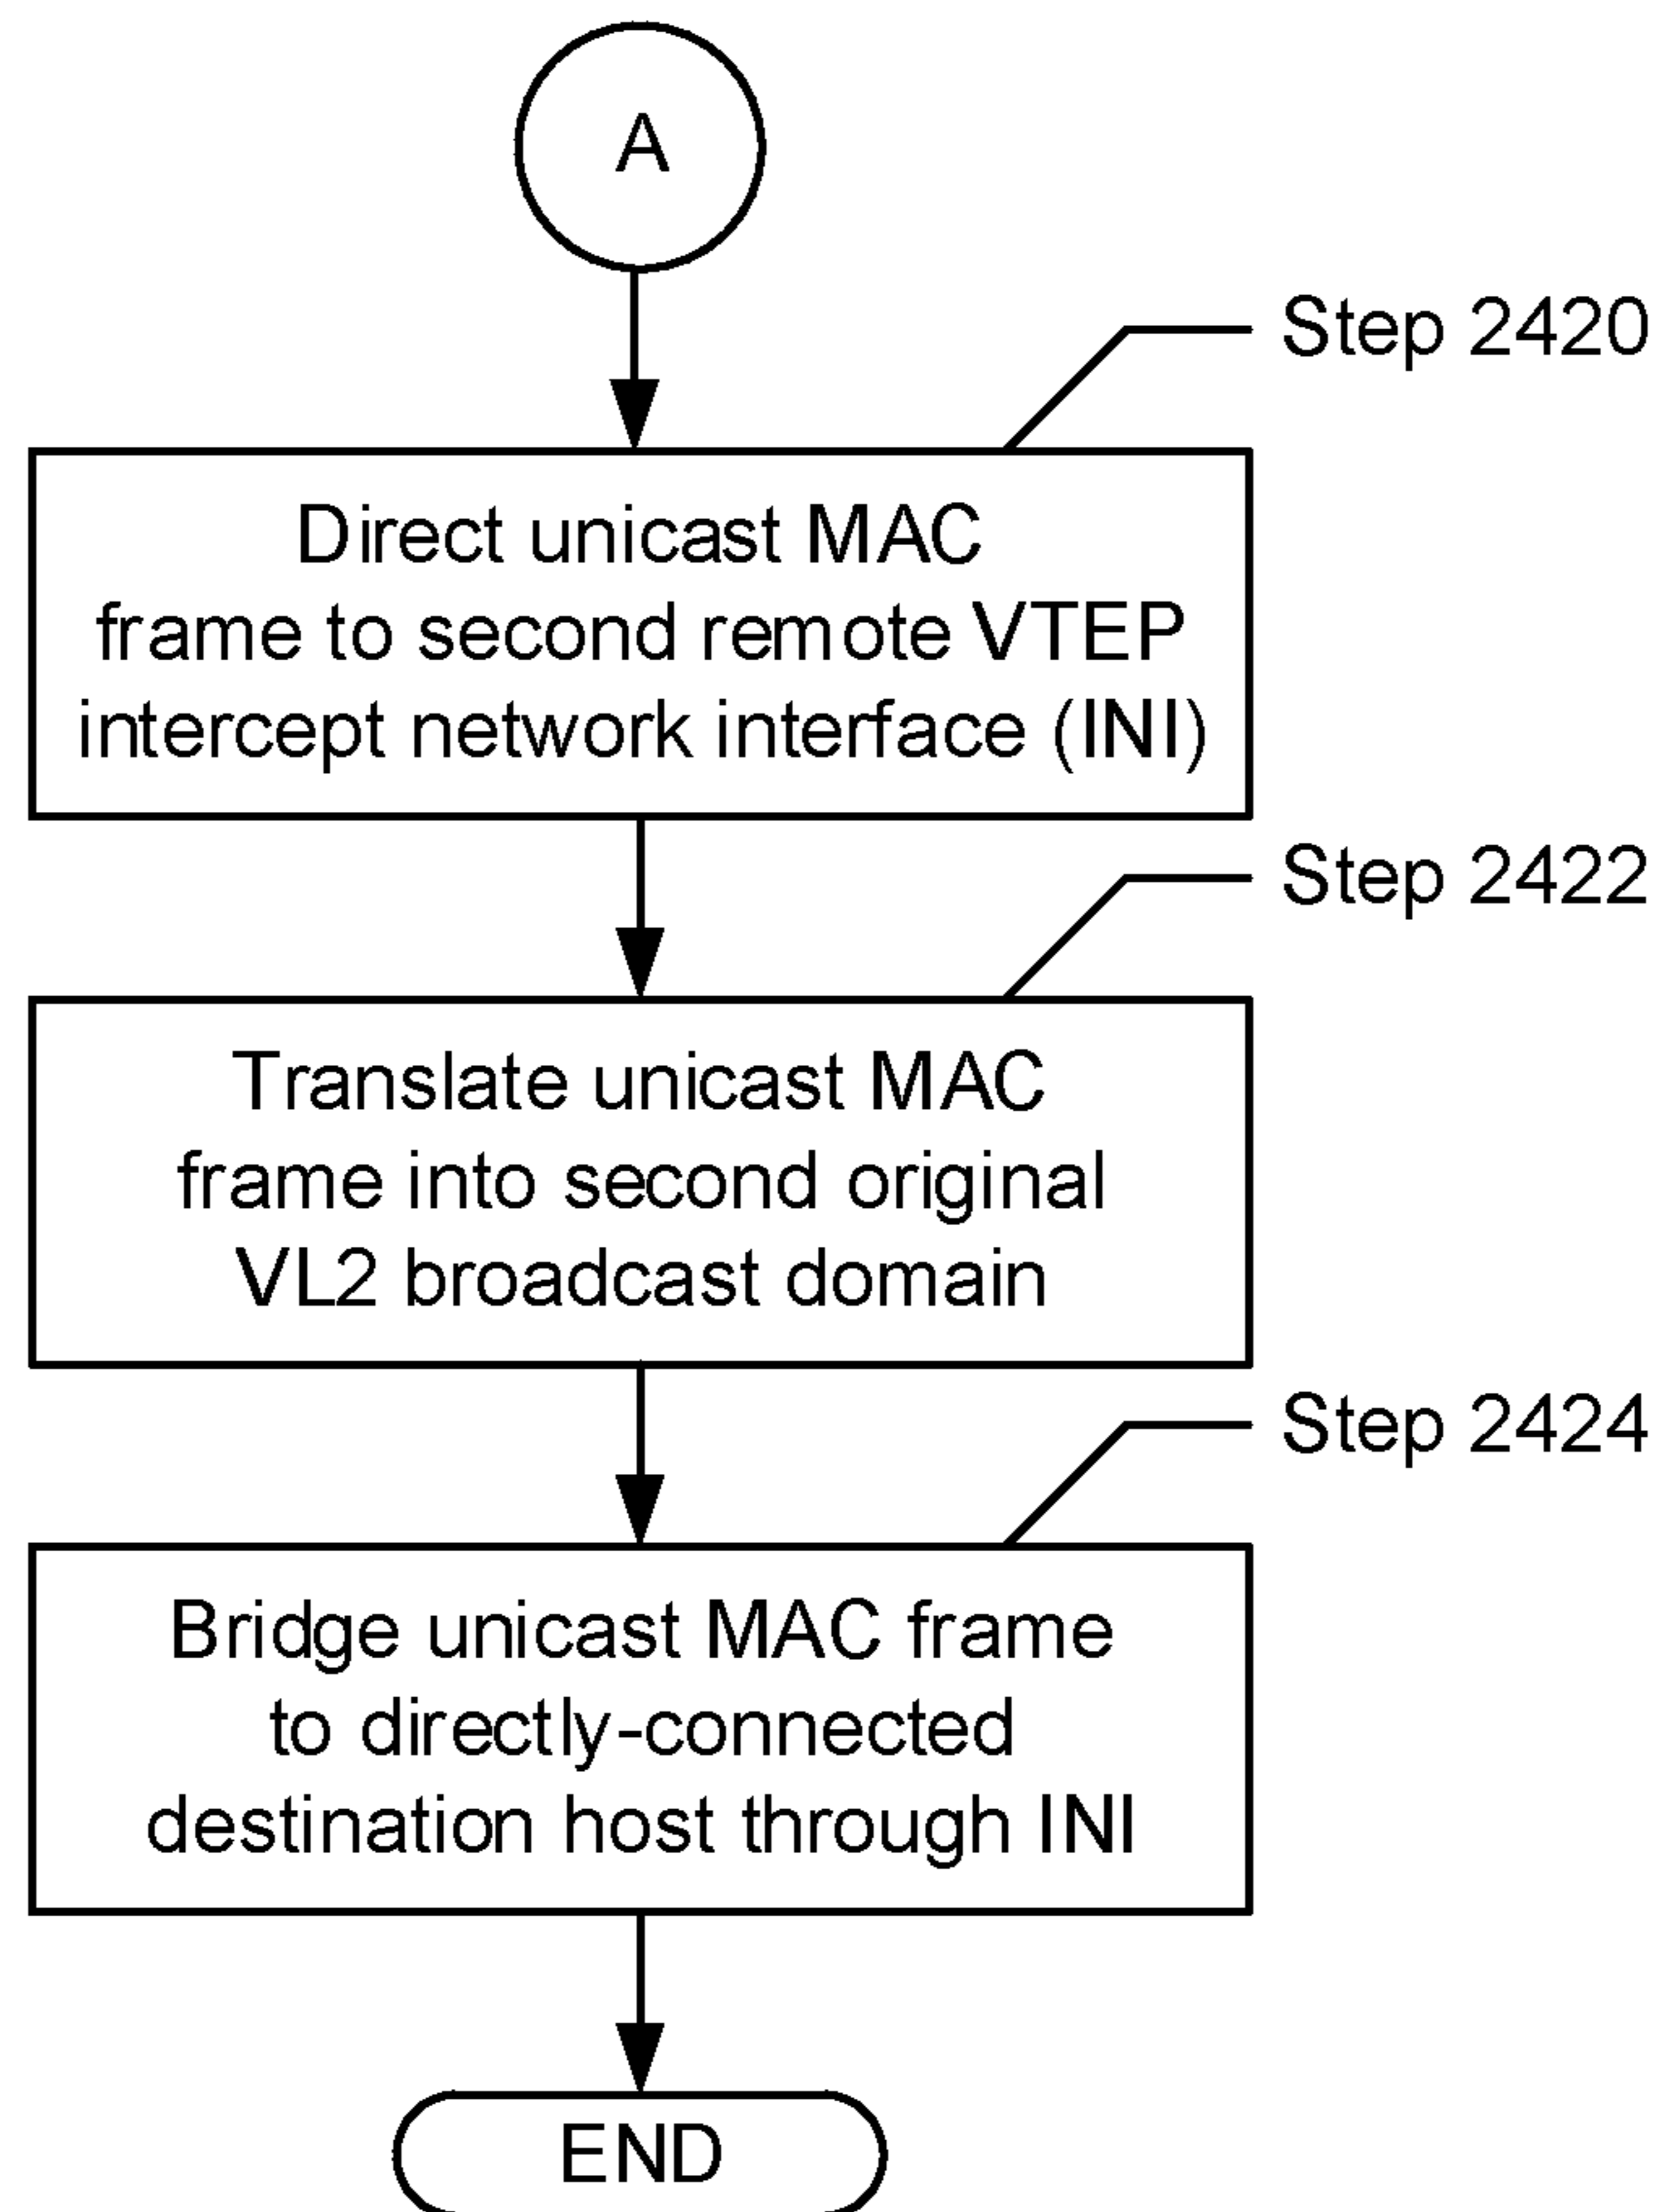 A
Step 2420
Direct unicast MAC
frame to second remote VTEP
intercept network interface (INI)
Step 2422
Translate unicast MAC
frame into second original
VL2 broadcast domain
Step 2424
Bridge unicast MAC frame
to directly-connected
destination host through INI
END